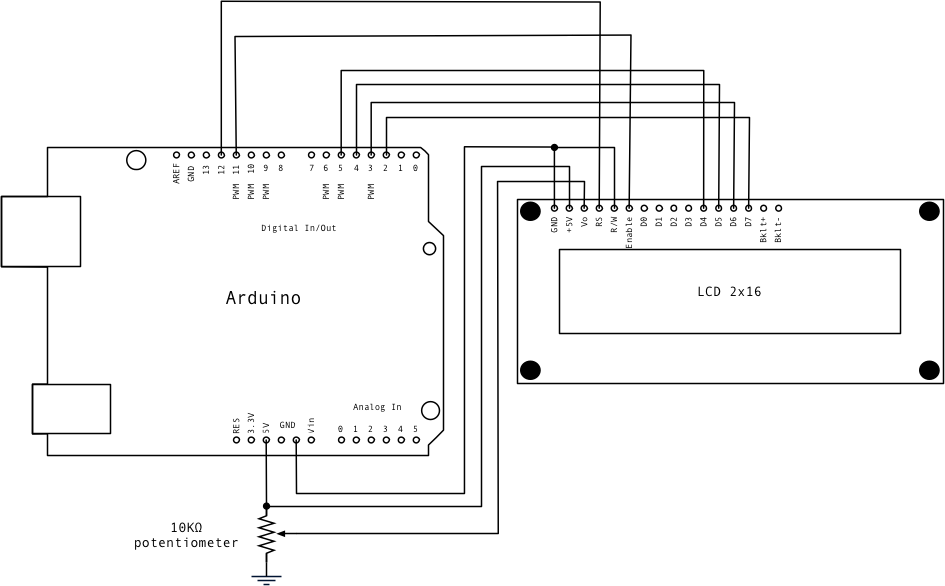 AREF GND 13 12 11 10 9 8 7 6 5 4 3 2 1 0
PWM PWM PWM PWM PWM PWM
Digital In/Out
GND +5V Vo RS R/W Enable D0 D1 D2 D3 D4 D5 D6 D7 Bklt+ Bklt-
Arduino
LCD 2x16
Analog In
RES 3.3V 5V GND Vin 0 1 2 3 4 5
10KΩ
potentiometer